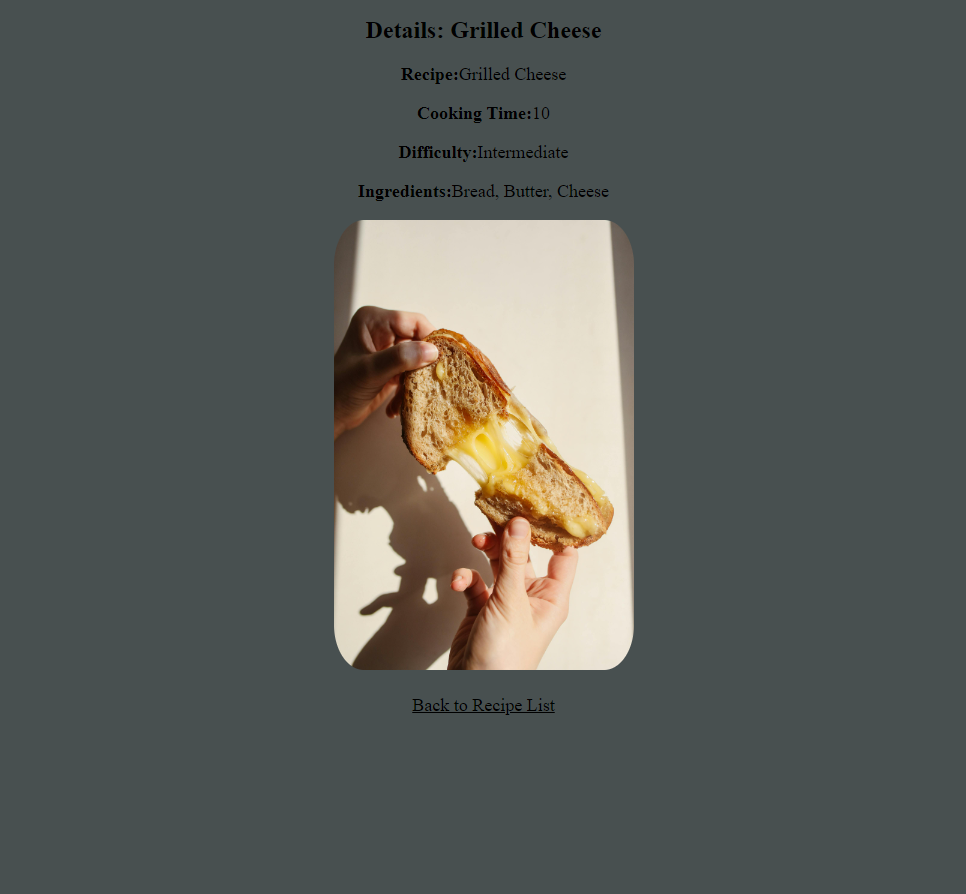 Details: Grilled Cheese
Recipe:Grilled Cheese
Cooking Time:10
Difficulty:Intermediate
Ingredients:Bread, Butter, Cheese
Back to Recipe List